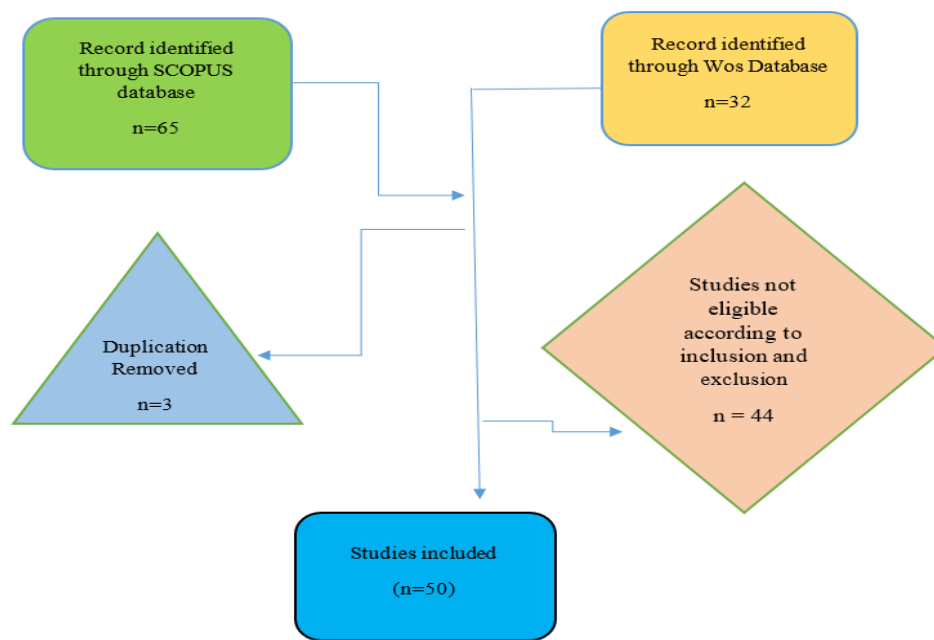 Record identified
through SCOPUS
database
n=65
Record identified
through Wos Database
n=32
Duplication
Removed
n=3
Studies not
eligible
according to
inclusion and
exclusion
n = 44
Studies included
(n=50)